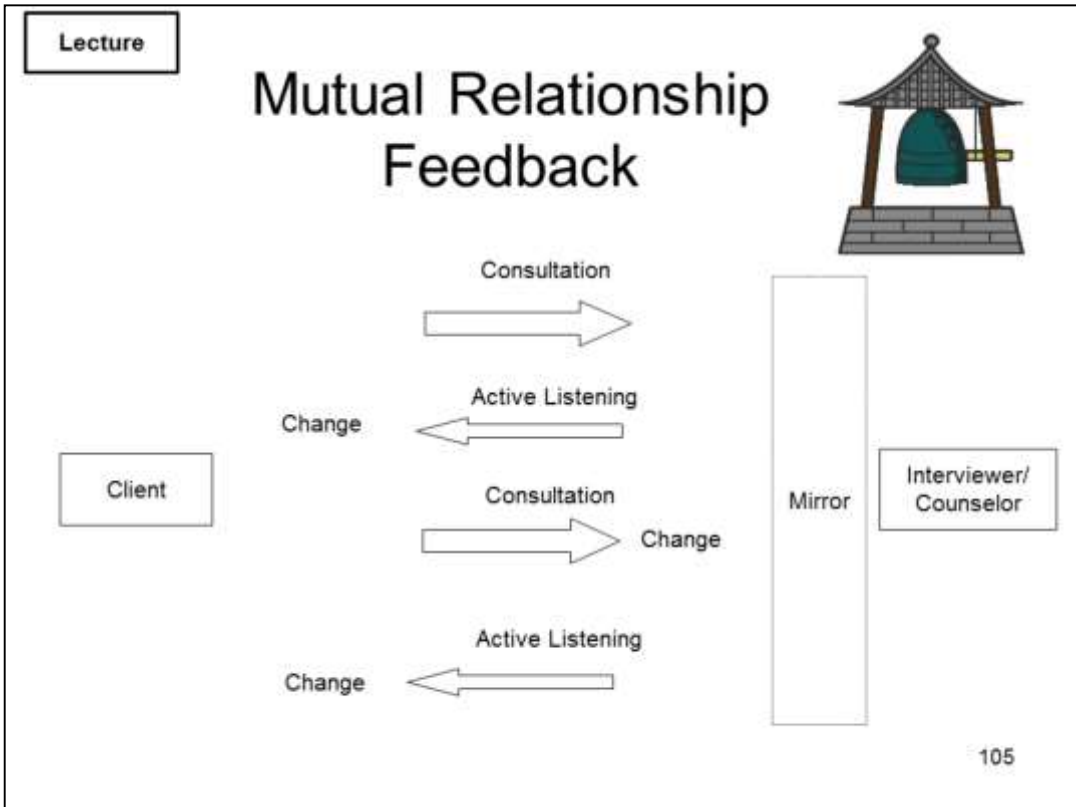 Lecture
Mutual Relationship
Feedback
Consultation
Active Listening
Change
Client
Consultation
Change
Mirror
Interviewer/
Counselor
Active Listening
Change
105